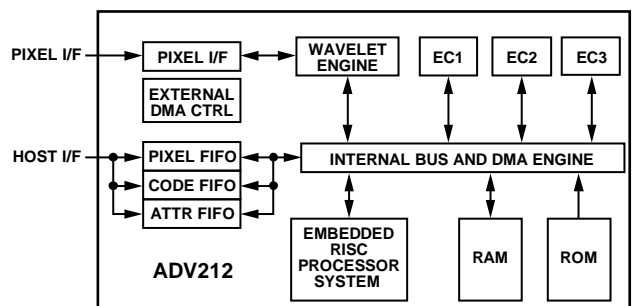 PIXEL I/F
PIXEL I/F
WAVELET
ENGINE
EC1
EC2
EC3
EXTERNAL
DMA CTRL
HOST I/F
PIXEL FIFO
CODE FIFO
ATTR FIFO
INTERNAL BUS AND DMA ENGINE
EMBEDDED
RISC
PROCESSOR
SYSTEM
RAM
ROM
ADV212